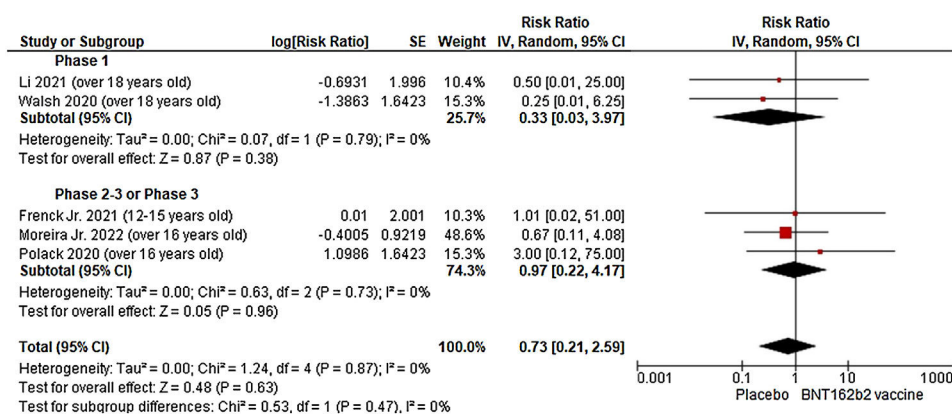 Risk Ratio Risk Ratio
Study or Subgroup log[Risk Ratio] SE Weight IV, Random, 95% CI IV, Random, 95% CI
Phase 1
Li 2021 (over 18 years old) -0.6931 1.996 10.4% 0.50 [0.01, 25.00]
Walsh 2020 (over 18 years old) -1.3863 1.6423 15.3% 0.25 [0.01, 6.25]
Subtotal (95% CI) 25.7% 0.33 [0.03, 3.97]
Heterogeneity: Tau² = 0.00; Chi² = 0.07, df = 1 (P = 0.79); I² = 0%
Test for overall effect: Z = 0.87 (P = 0.38)
Phase 2-3 or Phase 3
Frenck Jr. 2021 (12-15 years old) 0.01 2.001 10.3% 1.01 [0.02, 51.00]
Moreira Jr. 2022 (over 16 years old) -0.4005 0.9219 48.6% 0.67 [0.11, 4.08]
Polack 2020 (over 16 years old) 1.0986 1.6423 15.3% 3.00 [0.12, 75.00]
Subtotal (95% CI) 74.3% 0.97 [0.22, 4.17]
Heterogeneity: Tau² = 0.00; Chi² = 0.63, df = 2 (P = 0.73); I² = 0%
Test for overall effect: Z = 0.05 (P = 0.96)
Total (95% CI) 100.0% 0.73 [0.21, 2.59]
Heterogeneity: Tau² = 0.00; Chi² = 1.24, df = 4 (P = 0.87); I² = 0%
Test for overall effect: Z = 0.48 (P = 0.63)
Test for subgroup differences: Chi² = 0.53, df = 1 (P = 0.47), I² = 0%
0.001 0.1 1 10 1000
Placebo BNT162b2 vaccine